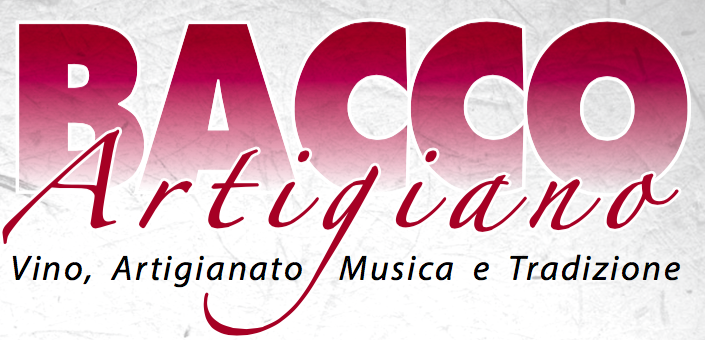 BACCO
Artigiano
Vino, Artigianato Musica e Tradizione